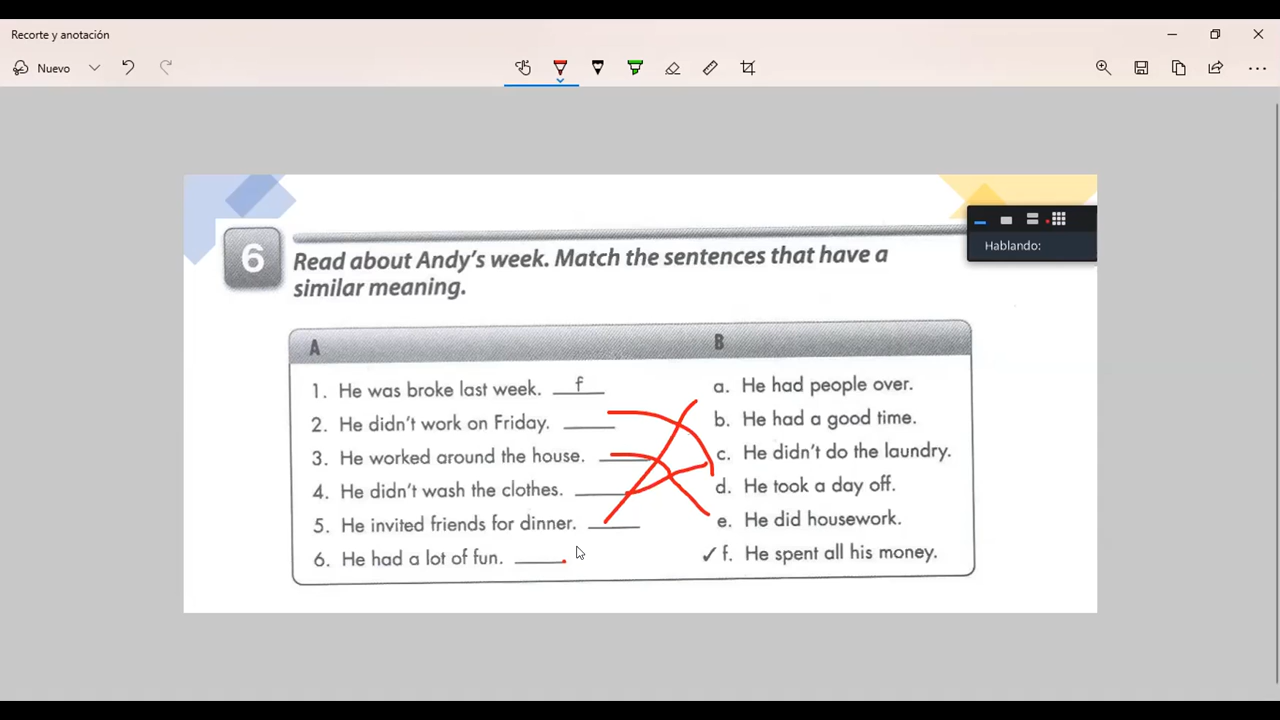 Recorte y anotación
Nuevo
Hablando:
6
Read about Andy's week. Match the sentences that have a
similar meaning.
A
B
1. He was broke last week. f
2. He didn't work on Friday.
3. He worked around the house.
4. He didn't wash the clothes.
5. He invited friends for dinner.
6. He had a lot of fun.
a. He had people over.
b. He had a good time.
c. He didn't do the laundry.
d. He took a day off.
e. He did housework.
✓ f. He spent all his money.